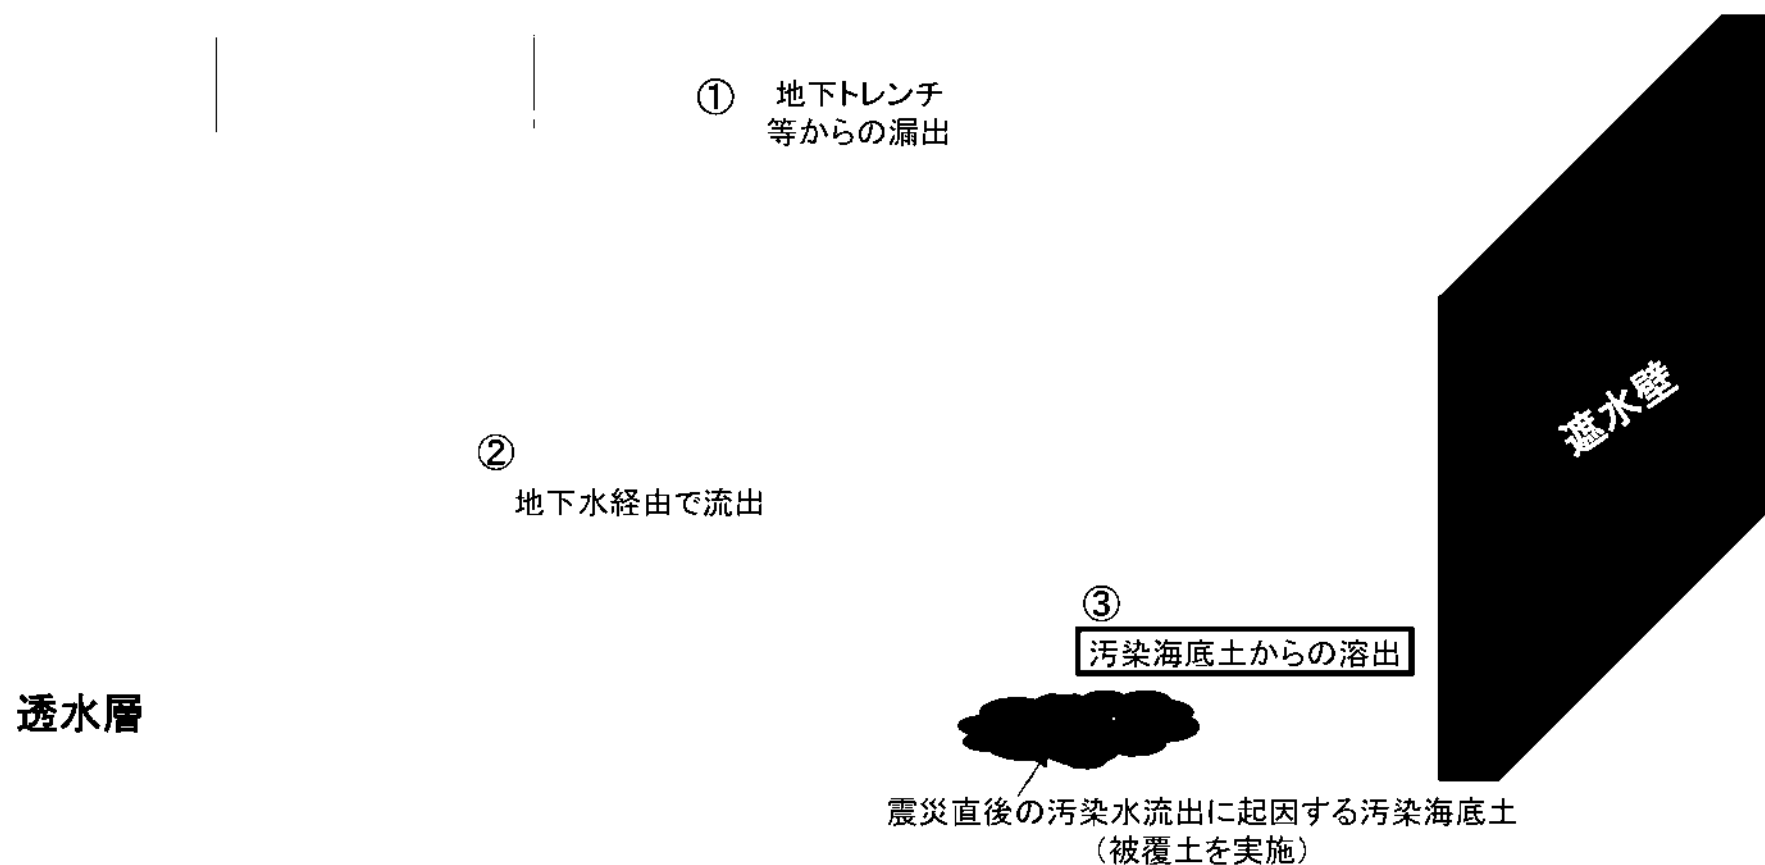 ① 地下トレンチ
等からの漏出
遮水壁
②
地下水経由で流出
③
汚染海底土からの溶出
透水層
震災直後の汚染水流出に起因する汚染海底土
（被覆土を実施）